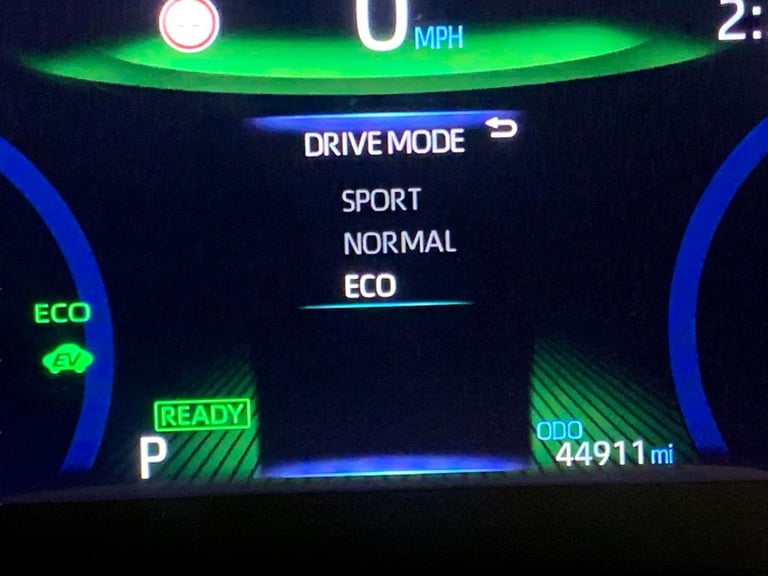 0 MPH
2:
DRIVE MODE
SPORT
NORMAL
ECO
ECO
EV
READY
P
ODO
44911 mi